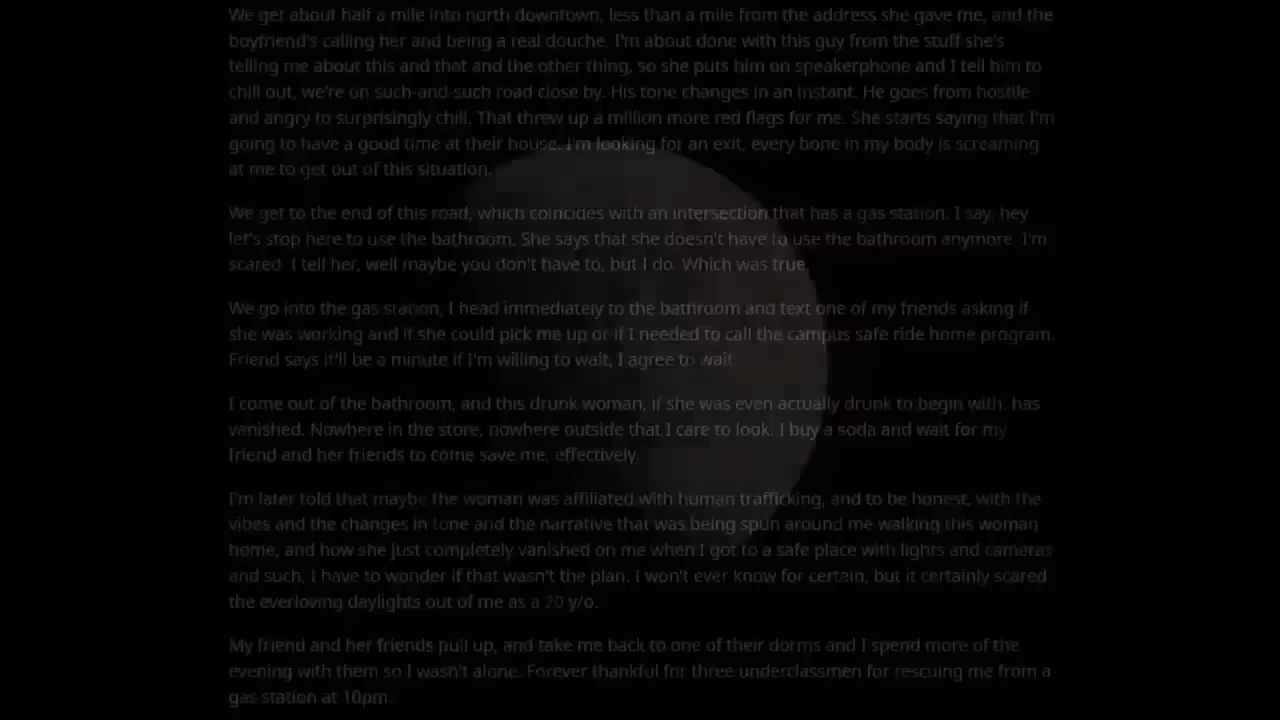 We get about half a mile into north downtown, less than a mile from the address she gave me, and the
boyfriend's calling her and being a real douche. I'm about done with this guy from the stuff she's
telling me about this and that and the other thing, so she puts him on speakerphone and I tell him to
chill out, we're on such-and-such road close by. His tone changes in an instant. He goes from hostile
and angry to surprisingly chill. That threw up a million more red flags for me. She starts saying that I'm
going to have a good time at their house. I'm looking for an exit, every bone in my body is screaming
at me to get out of this situation.
We get to the end of this road, which coincides with an intersection that has a gas station. I say, hey
let's stop here to use the bathroom. She says that she doesn't have to use the bathroom anymore. I'm
scared. I tell her, well maybe you don't have to, but I do. Which was true.
We go into the gas station, I head immediately to the bathroom and text one of my friends asking if
she was working and if she could pick me up or if I needed to call the campus safe ride home program.
Friend says it'll be a minute if I'm willing to wait, I agree to wait.
I come out of the bathroom, and this drunk woman, if she was even actually drunk to begin with, has
vanished. Nowhere in the store, nowhere outside that I care to look. I buy a soda and wait for my
friend and her friends to come save me, effectively.
I'm later told that maybe the woman was affiliated with human trafficking, and to be honest, with the
vibes and the changes in tone and the narrative that was being spun around me walking this woman
home, and how she just completely vanished on me when I got to a safe place with lights and cameras
and such, I have to wonder if that wasn't the plan. I won't ever know for certain, but it certainly scared
the everloving daylights out of me as a 20 y/o.
My friend and her friends pull up, and take me back to one of their dorms and I spend more of the
evening with them so I wasn't alone. Forever thankful for three underclassmen for rescuing me from a
gas station at 10pm.